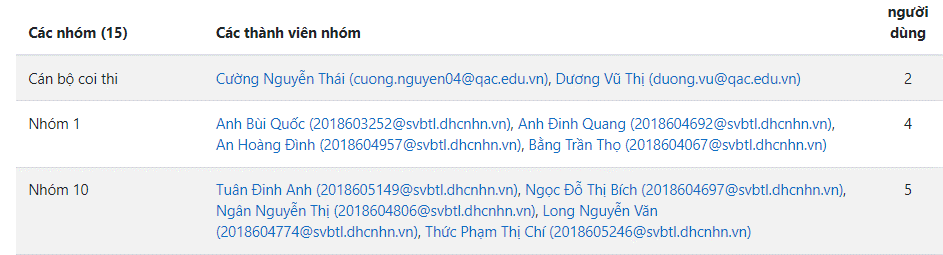 Các nhóm (15) Các thành viên nhóm người
dùng
Cán bộ coi thi Cường Nguyễn Thái (cuong.nguyen04@qac.edu.vn), Dương Vũ Thị (duong.vu@qac.edu.vn) 2
Nhóm 1 Anh Bùi Quốc (2018603252@svbtl.dhcnhn.vn), Anh Đinh Quang (2018604692@svbtl.dhcnhn.vn), 4
An Hoàng Đình (2018604957@svbtl.dhcnhn.vn), Bằng Trần Thọ (2018604067@svbtl.dhcnhn.vn)
Nhóm 10 Tuân Đinh Anh (2018605149@svbtl.dhcnhn.vn), Ngọc Đỗ Thị Bích (2018604697@svbtl.dhcnhn.vn), 5
Ngân Nguyễn Thị (2018604806@svbtl.dhcnhn.vn), Long Nguyễn Văn
(2018604774@svbtl.dhcnhn.vn), Thức Phạm Thị Chí (2018605246@svbtl.dhcnhn.vn)